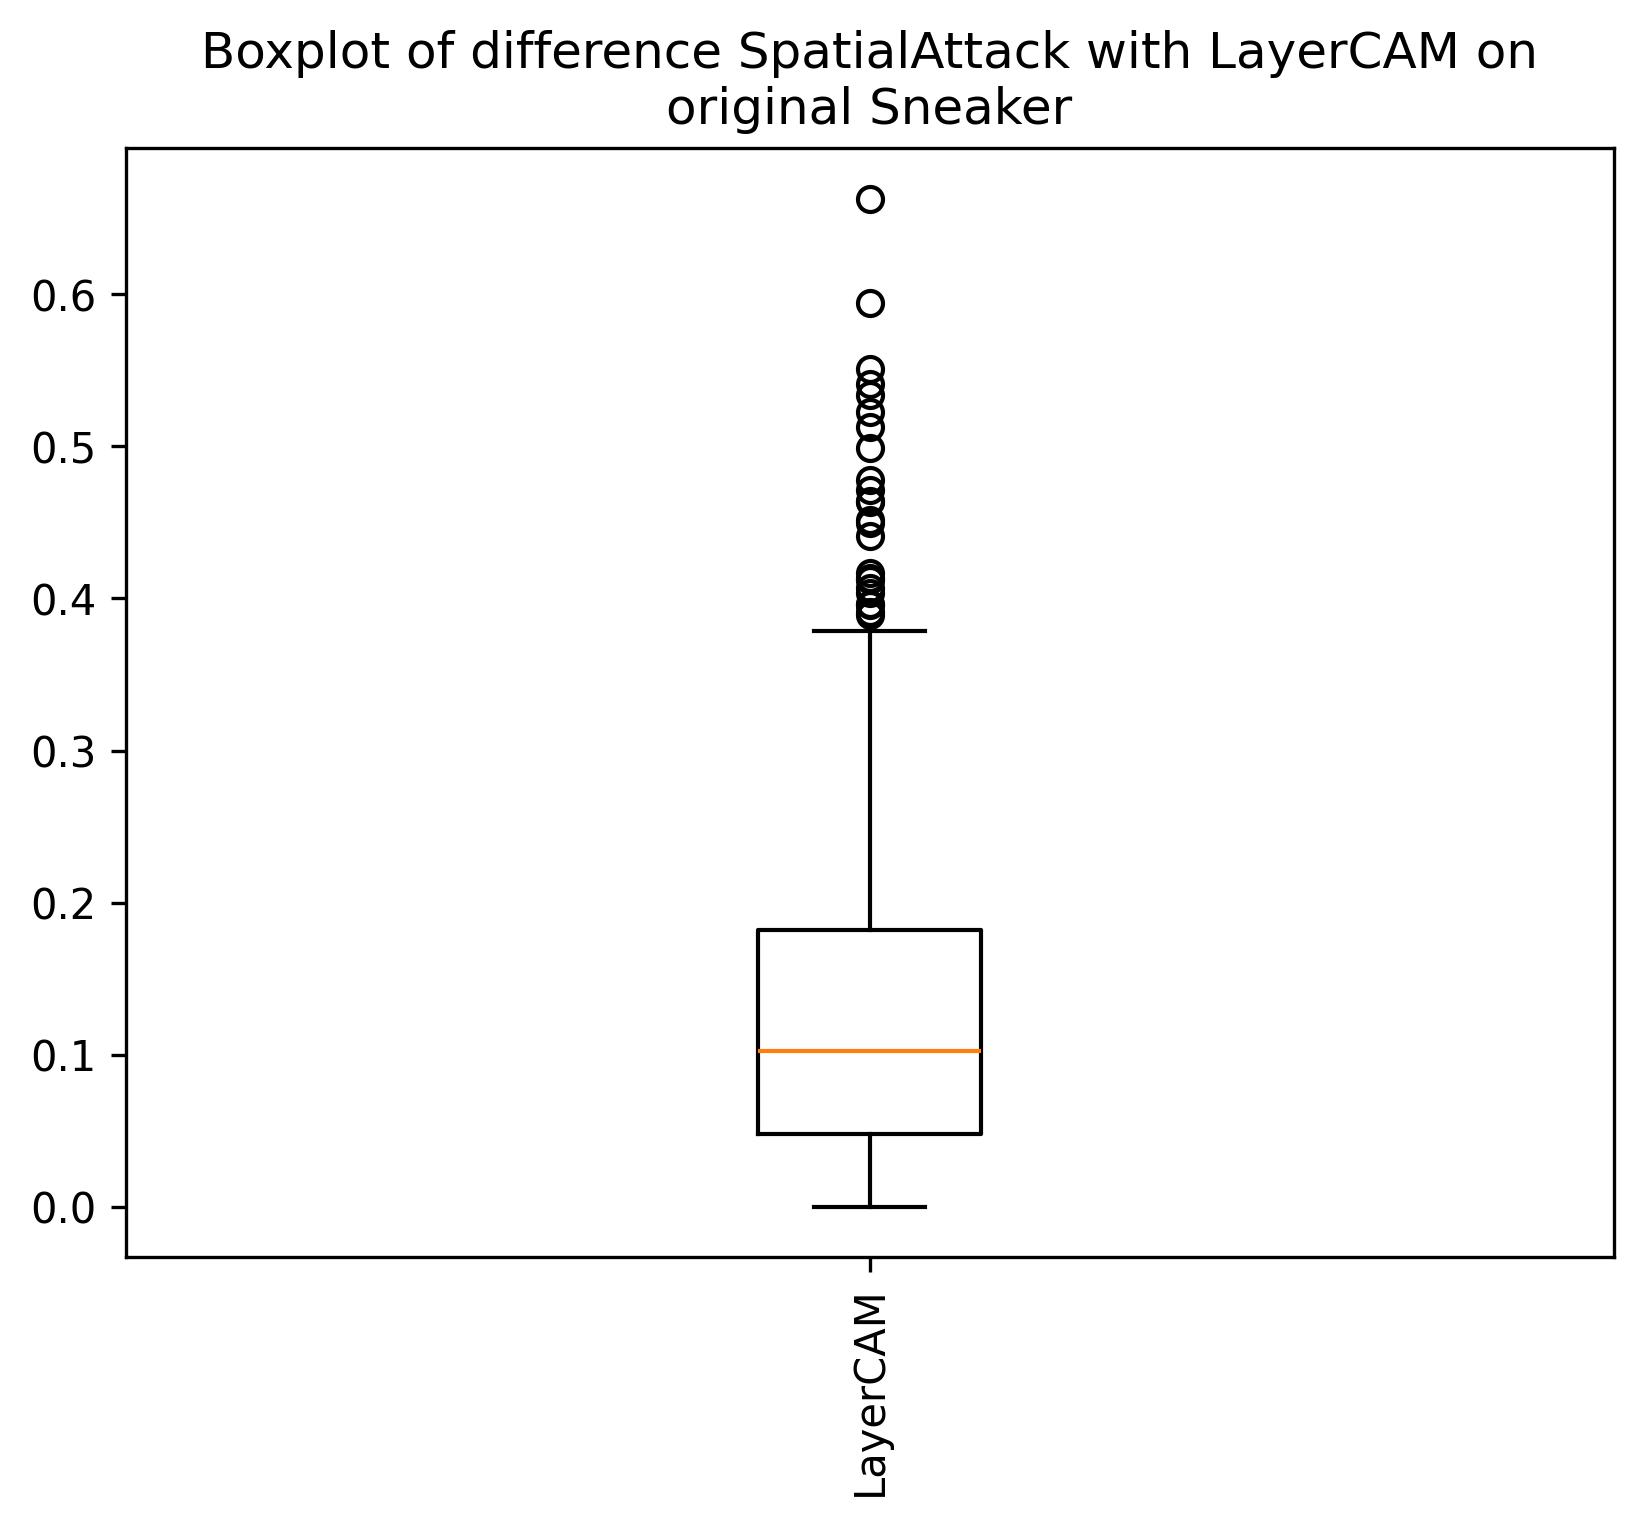 Boxplot of difference SpatialAttack with LayerCAM on
original Sneaker
0.6
0.5
0.4
0.3
0.2
0.1
0.0
LayerCAM